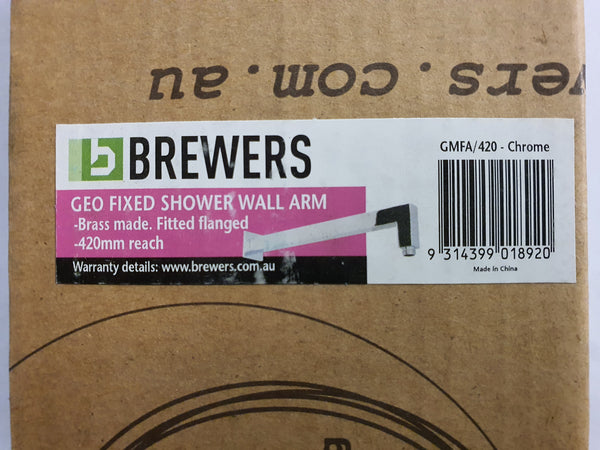 wers.com.au
BREWERS
GEO FIXED SHOWER WALL ARM
-Brass made. Fitted flanged
-420mm reach
Warranty details: www.brewers.com.au
GMFA/420 - Chrome
9 314399 018920
Made in China